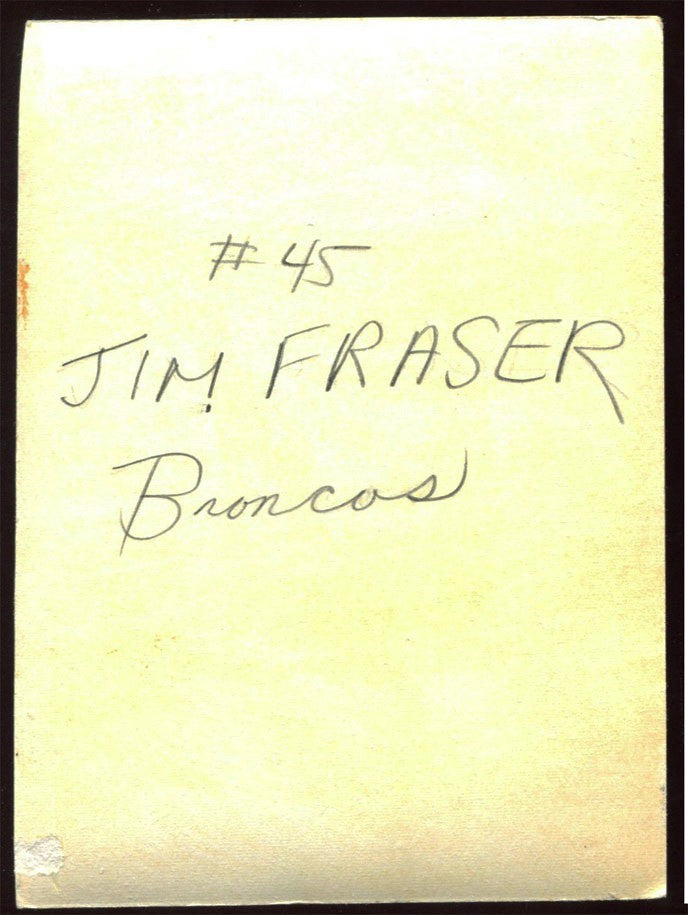 # 45
JIM FRASER
Broncos